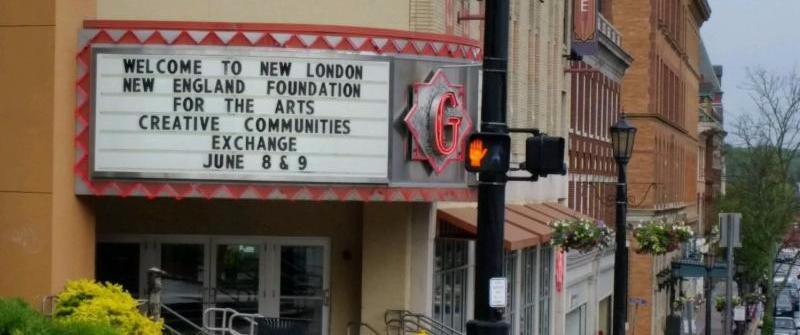 WELCOME TO NEW LONDON
NEW ENGLAND FOUNDATION
FOR THE ARTS
CREATIVE COMMUNITIES
EXCHANGE
JUNE 8 & 9
G
E